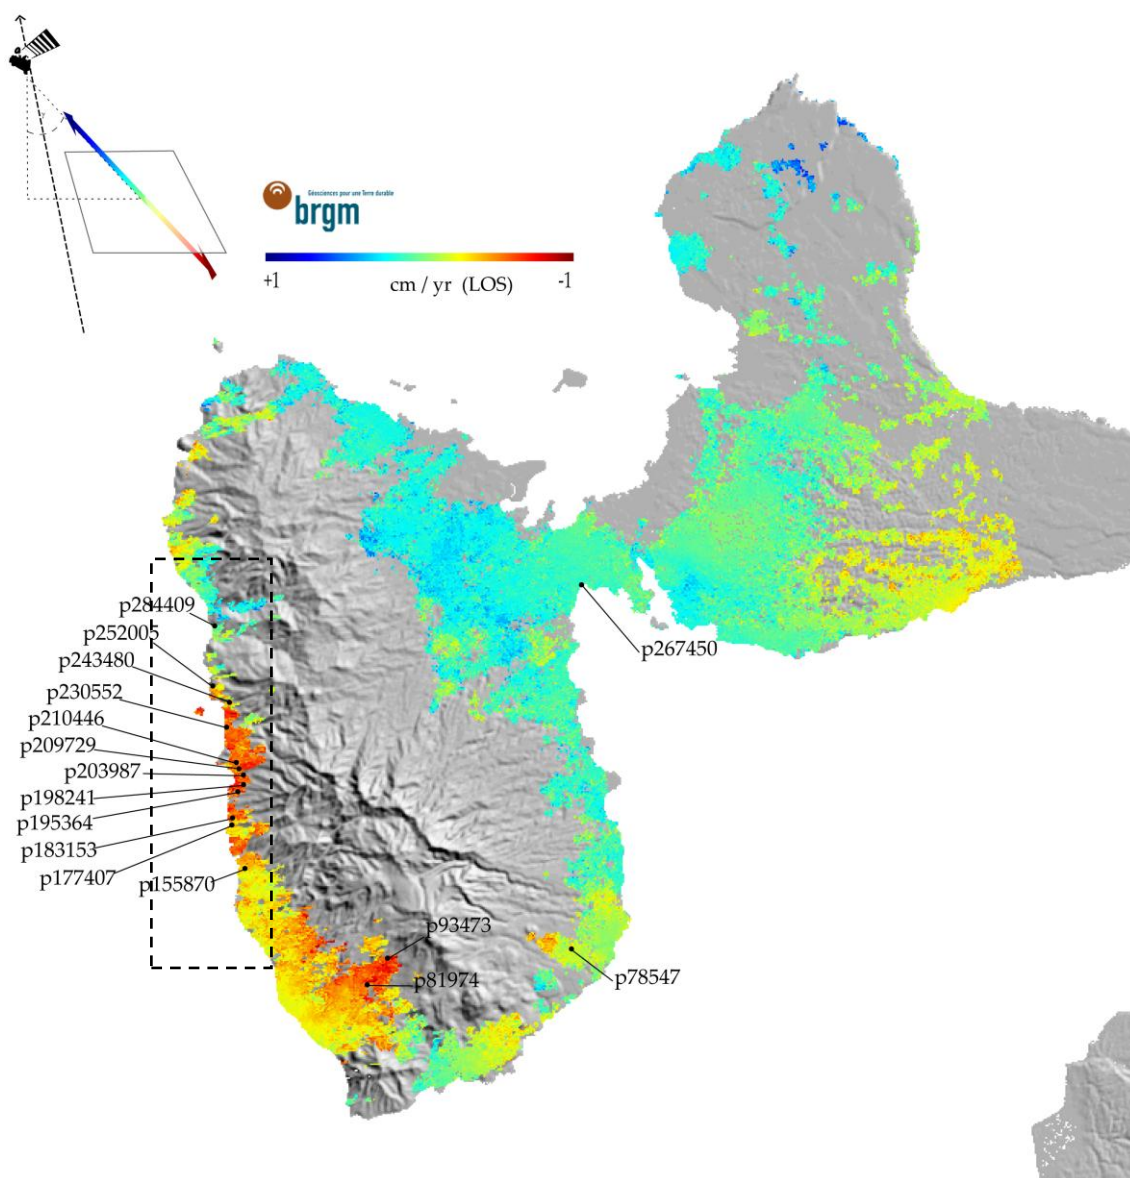 Géosciences pour une Terre durable
brgm
+1 cm / yr (LOS) -1
p284409
p252005
p243480
p230552
p210446
p209729
p203987
p198241
p195364
p183153
p177407
p155870
p267450
p93473
p81974
p78547